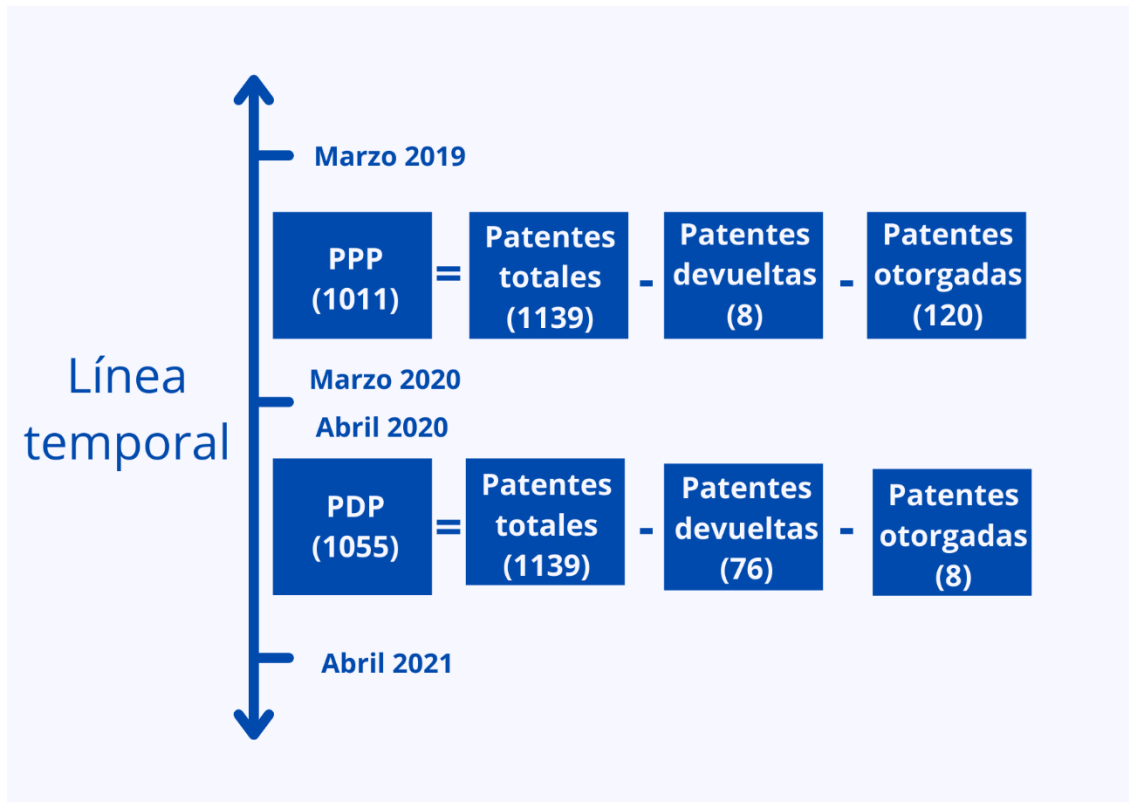 Línea
temporal
Marzo 2019
PPP
(1011)
=
Patentes
totales
(1139)
-
Patentes
devueltas
(8)
-
Patentes
otorgadas
(120)
Marzo 2020
Abril 2020
PDP
(1055)
=
Patentes
totales
(1139)
-
Patentes
devueltas
(76)
-
Patentes
otorgadas
(8)
Abril 2021